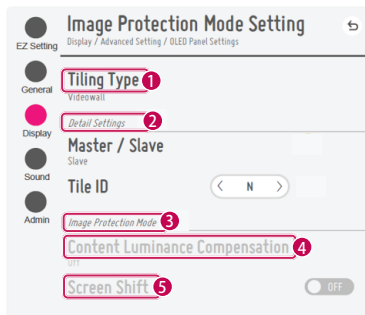 Image Protection Mode Setting
Display / Advanced Setting / OLED Panel Settings
EZ Setting
General
Display
Sound
Admin
Tiling Type 1
Videowall
Detail Settings 2
Master / Slave
Slave
Tile ID
< N >
Image Protection Mode 3
Content Luminance Compensation 4
Off
Screen Shift 5
OFF